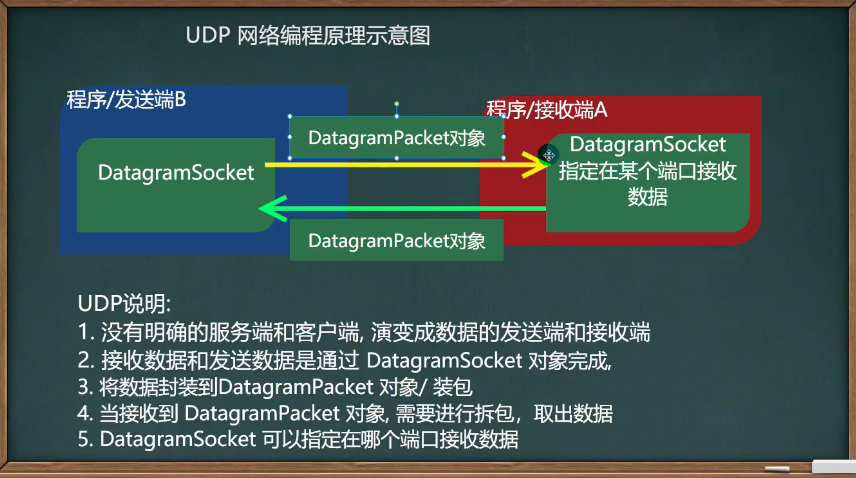 UDP 网络编程原理示意图
程序/发送端B
程序/接收端A
DatagramPacket对象
DatagramSocket
DatagramSocket
指定在某个端口接收
数据
DatagramPacket对象
UDP说明:
1. 没有明确的服务端和客户端, 演变成数据的发送端和接收端
2. 接收数据和发送数据是通过 DatagramSocket 对象完成,
3. 将数据封装到DatagramPacket 对象/ 装包
4. 当接收到 DatagramPacket 对象, 需要进行拆包，取出数据
5. DatagramSocket 可以指定在哪个端口接收数据